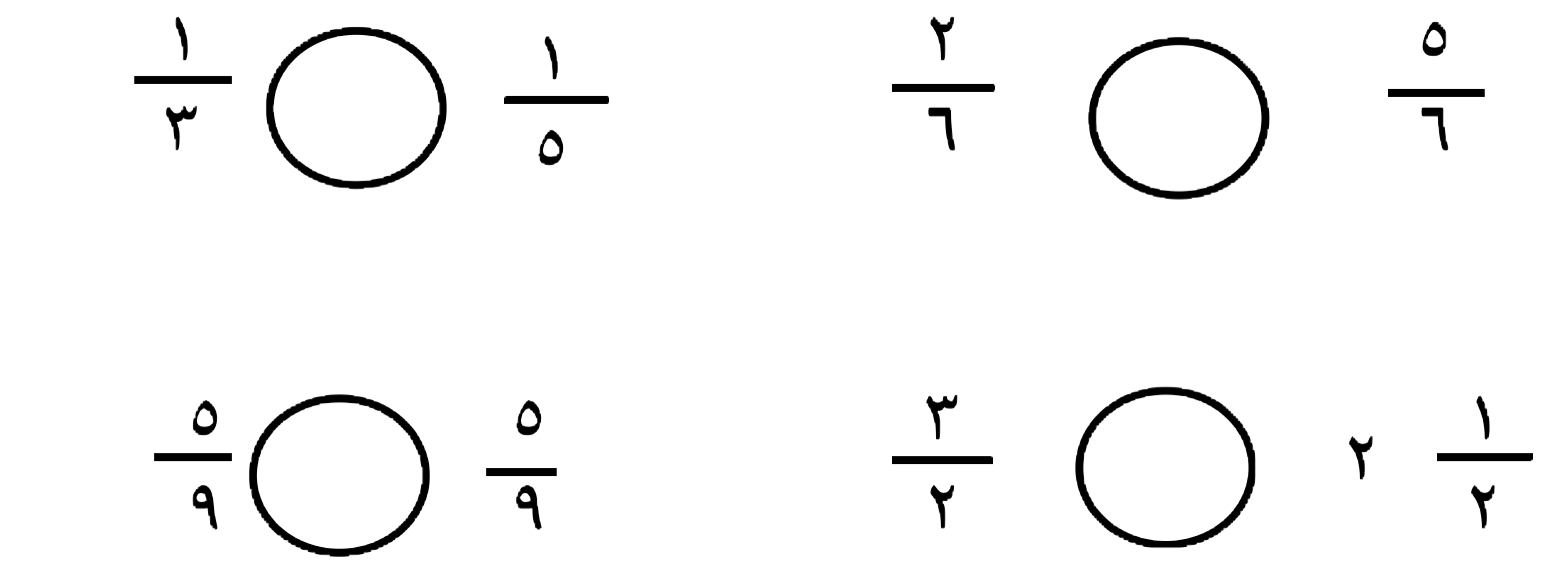 ١/٣ ◯ ١/٥    ٢/٦ ◯ ٥/٦
٥/٩ ◯ ٥/٩    ٣/٢ ◯ ٢ ١/٢